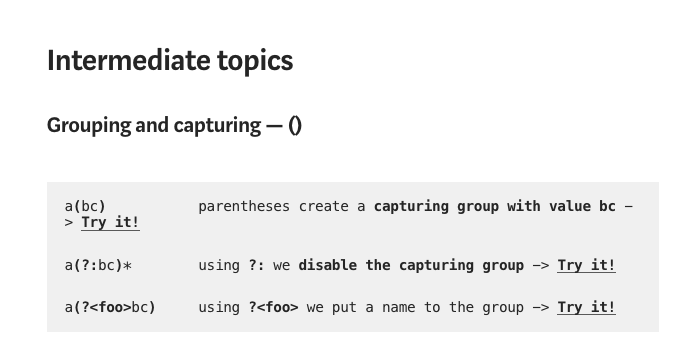 Intermediate topics
Grouping and capturing — ()
a(bc) parentheses create a capturing group with value bc -
> Try it!
a(?:bc)* using ?: we disable the capturing group -> Try it!
a(?<foo>bc) using ?<foo> we put a name to the group -> Try it!